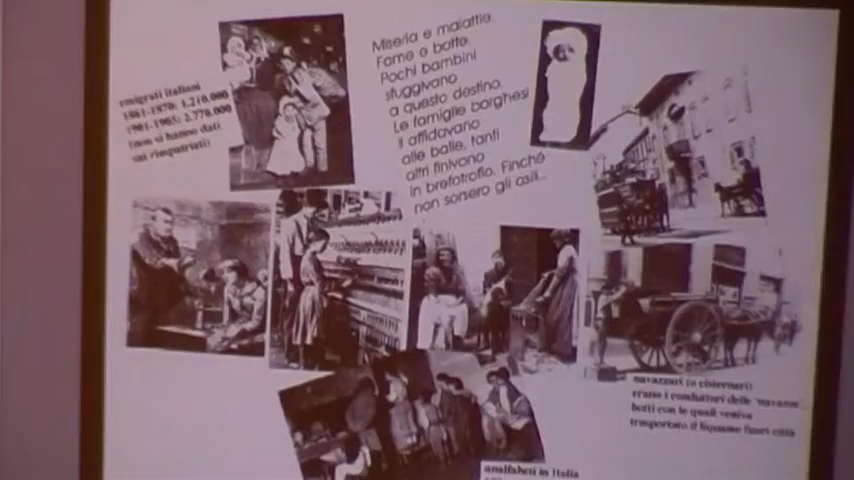 emigrati italiani
1861-1870: 1.210.000
1901-1905: 2.770.000
(non si hanno dati
sui rimpatriati)
Miseria e malattie.
Fame e botte.
Pochi bambini
sfuggivano
a questo destino.
Le famiglie borghesi
li affidavano
alle balie, tanti
altri finivano
in brefotrofio. Finché
non sorsero gli asili...
navazzari (o cisternari)
erano i conduttori delle "navazze"
botti con le quali veniva
trasportato il liquame fuori città
analfabeti in Italia